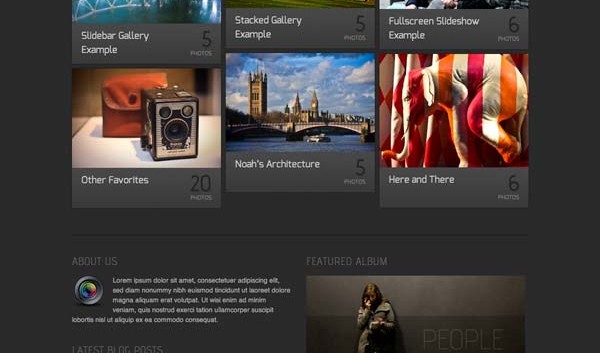 Slidebar Gallery
Example
5
PHOTOS
Stacked Gallery
Example
5
PHOTOS
Fullscreen Slideshow
Example
6
PHOTOS
Other Favorites
20
PHOTOS
Noah's Architecture
5
PHOTOS
Here and There
6
PHOTOS
ABOUT US
Lorem ipsum dolor sit amet, consectetuer adipiscing elit,
sed diam nonummy nibh euismod tincidunt ut laoreet dolore
magna aliquam erat volutpat. Ut wisi enim ad minim
veniam, quis nostrud exerci tation ullamcorper suscipit
lobortis nisl ut aliquip ex ea commodo consequat.
LATEST BLOG POSTS
FEATURED ALBUM
PEOPLE